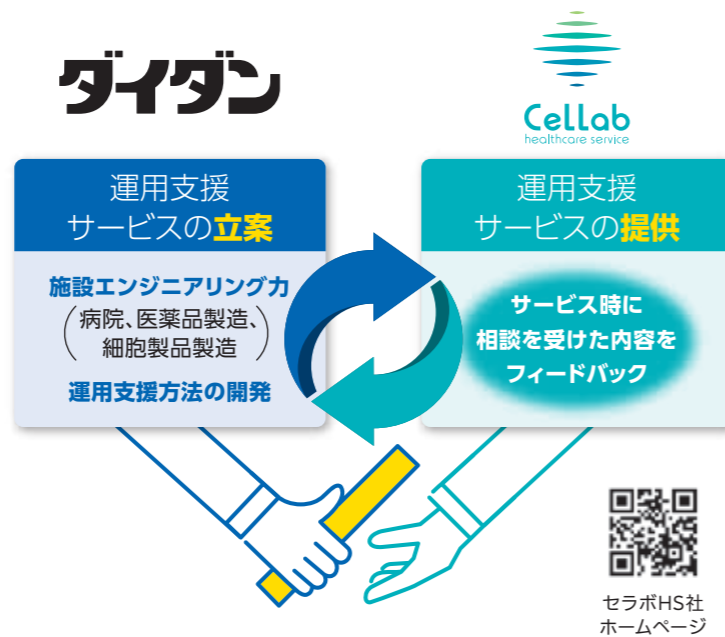 ダイダン
Cellab
healthcare service
運用支援
サービスの立案
施設エンジニアリング力
(病院、医薬品製造、
細胞製品製造)
運用支援方法の開発
運用支援
サービスの提供
サービス時に
相談を受けた内容を
フィードバック
セラボHS社
ホームページ